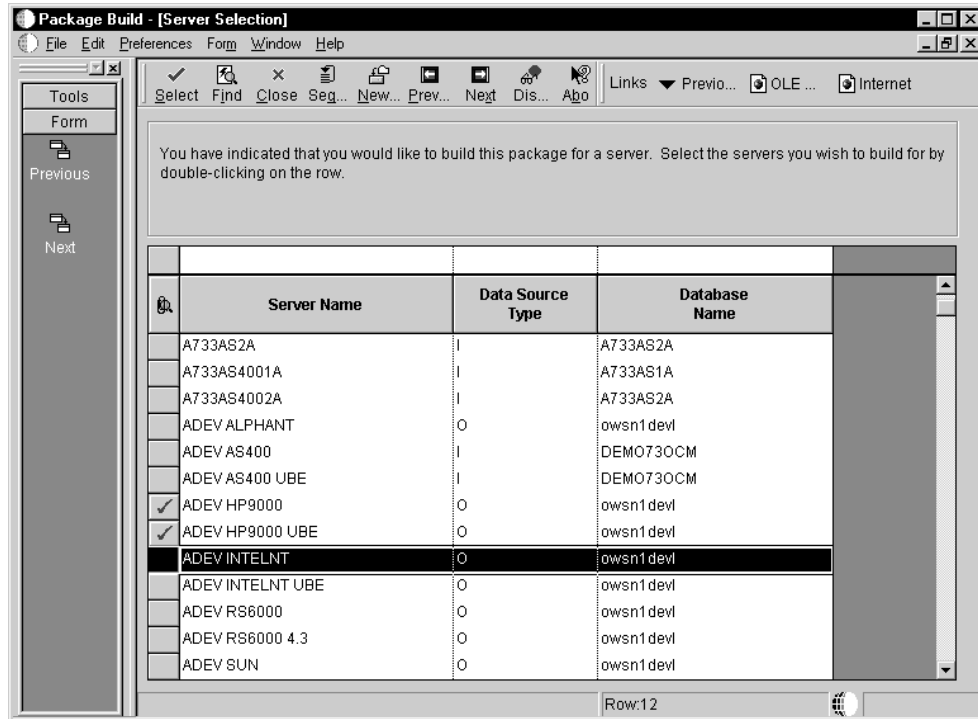 Package Build - [Server Selection]
File Edit Preferences Form Window Help
Tools
Form
Previous
Next
Select Find Close Seq... New... Prev... Next Dis... Abo
Links Previo... OLE ... Internet
You have indicated that you would like to build this package for a server. Select the servers you wish to build for by
double-clicking on the row.
Server Name Data Source Type Database Name
A733AS2A I A733AS2A
A733AS4001A I A733AS1A
A733AS4002A I A733AS2A
ADEV ALPHANT O owsn1devl
ADEV AS400 I DEMO73OCM
ADEV AS400 UBE I DEMO73OCM
ADEV HP9000 O owsn1devl
ADEV HP9000 UBE O owsn1devl
ADEV INTELNT O owsn1devl
ADEV INTELNT UBE O owsn1devl
ADEV RS6000 O owsn1devl
ADEV RS6000 4.3 O owsn1devl
ADEV SUN O owsn1devl
Row:12